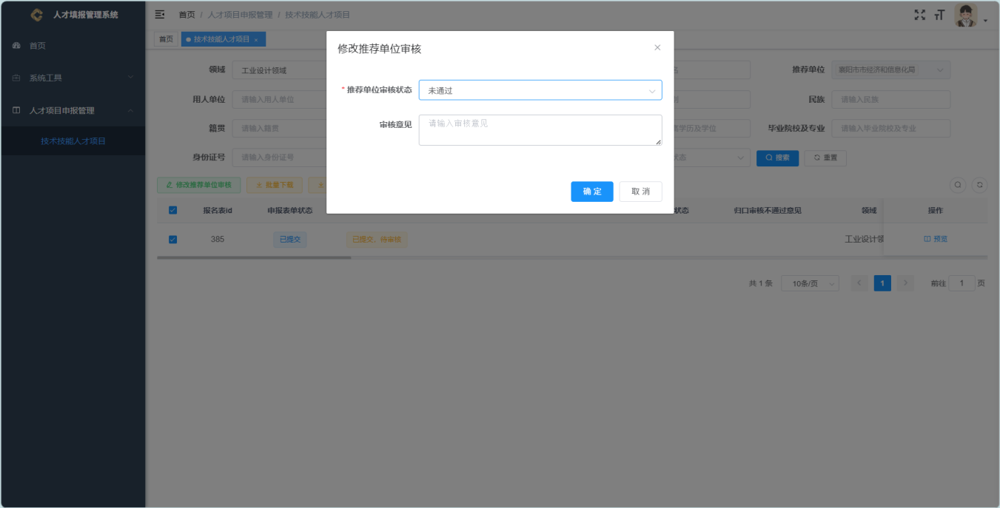 人才填报管理系统
首页
系统工具
人才项目申报管理
技术技能人才项目
首页 / 人才项目申报管理 / 技术技能人才项目
首页
技术技能人才项目 ×
修改推荐单位审核
* 推荐单位审核状态 未通过
审核意见 请输入审核意见
确 定 取 消
领域 工业设计领域 名 推荐单位 襄阳市市经济和信息化局
用人单位 请输入用人单位 民族 请输入民族
籍贯 请输入籍贯 学历及学位 毕业院校及专业 请输入毕业院校及专业
身份证号 请输入身份证号 状态 搜索 重置
修改推荐单位审核 批量下载
报名表id 申报表单状态 状态 归口审核不通过意见 领域 操作
385 已提交 已提交，待审核 工业设计领 预览
共 1 条 10条/页 1 前往 1 页